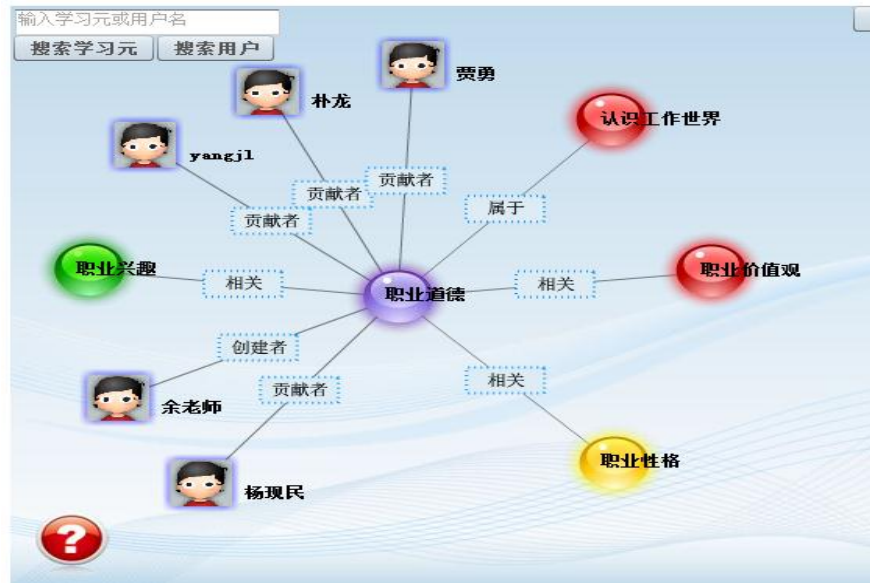 输入学习元或用户名
搜索学习元 搜索用户
贾勇
朴龙
认识工作世界
yangjl
贡献者
贡献者
属于
贡献者
职业兴趣
职业价值观
相关
相关
职业道德
创建者
相关
贡献者
余老师
职业性格
杨现民
?